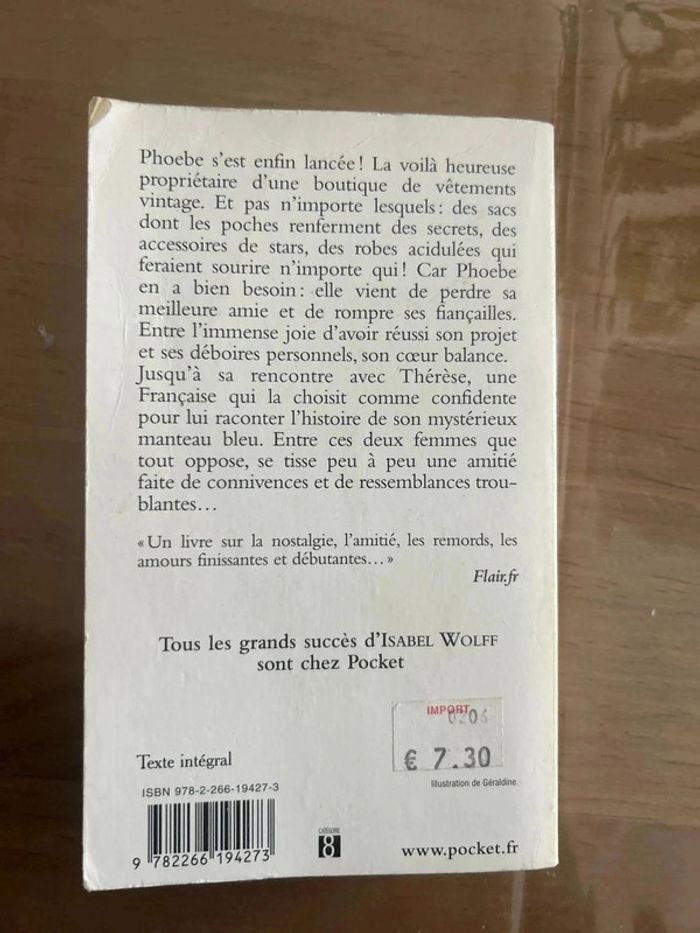 Phoebe s'est enfin lancée ! La voilà heureuse
propriétaire d'une boutique de vêtements
vintage. Et pas n'importe lesquels : des sacs
dont les poches renferment des secrets, des
accessoires de stars, des robes acidulées qui
feraient sourire n'importe qui ! Car Phoebe
en a bien besoin : elle vient de perdre sa
meilleure amie et de rompre ses fiançailles.
Entre l'immense joie d'avoir réussi son projet
et ses déboires personnels, son cœur balance.
Jusqu'à sa rencontre avec Thérèse, une
Française qui la choisit comme confidente
pour lui raconter l'histoire de son mystérieux
manteau bleu. Entre ces deux femmes que
tout oppose, se tisse peu à peu une amitié
faite de connivences et de ressemblances trou-
blantes…
« Un livre sur la nostalgie, l'amitié, les remords, les
amours finissantes et débutantes… »
Flair.fr
Tous les grands succès d'ISABEL WOLFF
sont chez Pocket
IMPORT
0206
€ 7.30
Texte intégral
Illustration de Géraldine.
ISBN 978-2-266-19427-3
9 782266 194273
CATÉGORIE
8
www.pocket.fr